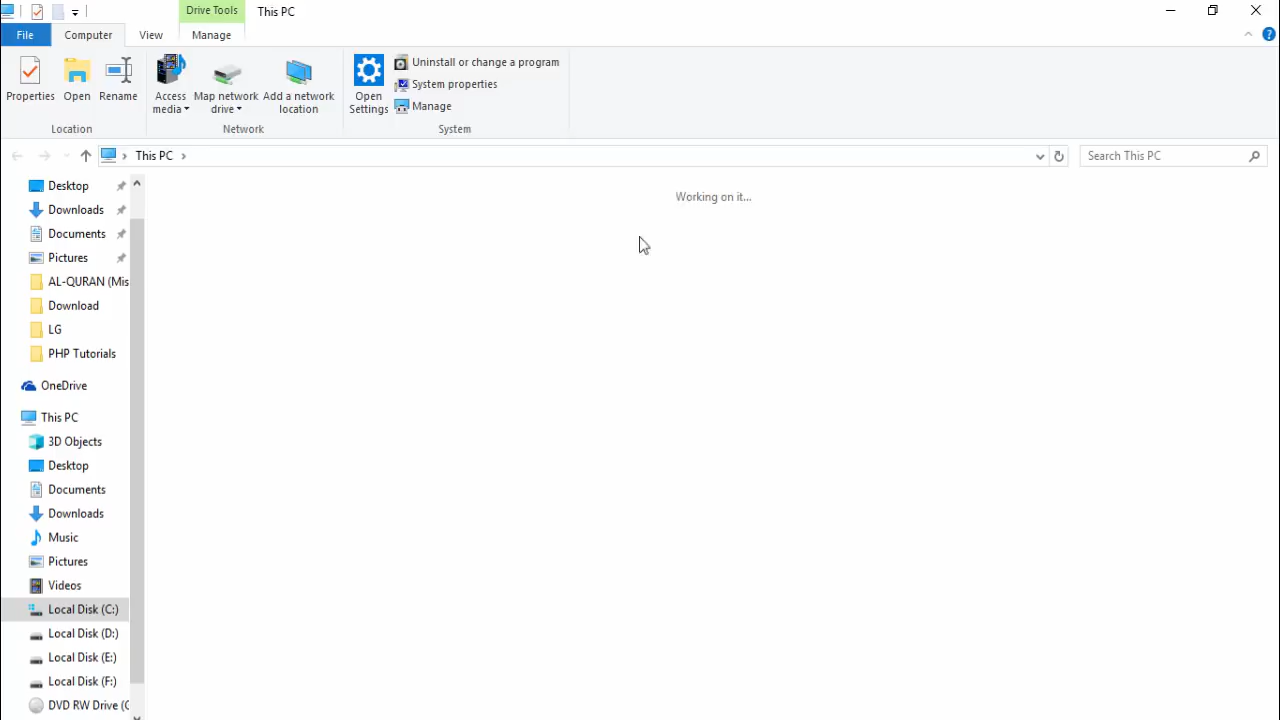 Drive Tools
This PC
File
Computer
View
Manage
Properties
Open
Rename
Access media
Map network drive
Add a network location
Open Settings
Uninstall or change a program
System properties
Manage
Location
Network
System
This PC
Search This PC
Working on it...
Desktop
Downloads
Documents
Pictures
AL-QURAN (Mis
Download
LG
PHP Tutorials
OneDrive
This PC
3D Objects
Desktop
Documents
Downloads
Music
Pictures
Videos
Local Disk (C:)
Local Disk (D:)
Local Disk (E:)
Local Disk (F:)
DVD RW Drive (G